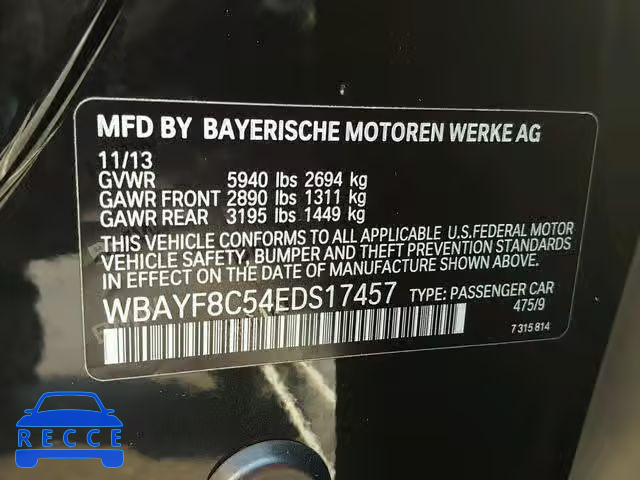 MFD BY BAYERISCHE MOTOREN WERKE AG
11/13
GVWR 5940 lbs 2694 kg
GAWR FRONT 2890 lbs 1311 kg
GAWR REAR 3195 lbs 1449 kg
THIS VEHICLE CONFORMS TO ALL APPLICABLE U.S.FEDERAL MOTOR
VEHICLE SAFETY, BUMPER AND THEFT PREVENTION STANDARDS
IN EFFECT ON THE DATE OF MANUFACTURE SHOWN ABOVE.
WBAYF8C54EDS17457 TYPE: PASSENGER CAR
475/9
7 315 814
RECCE